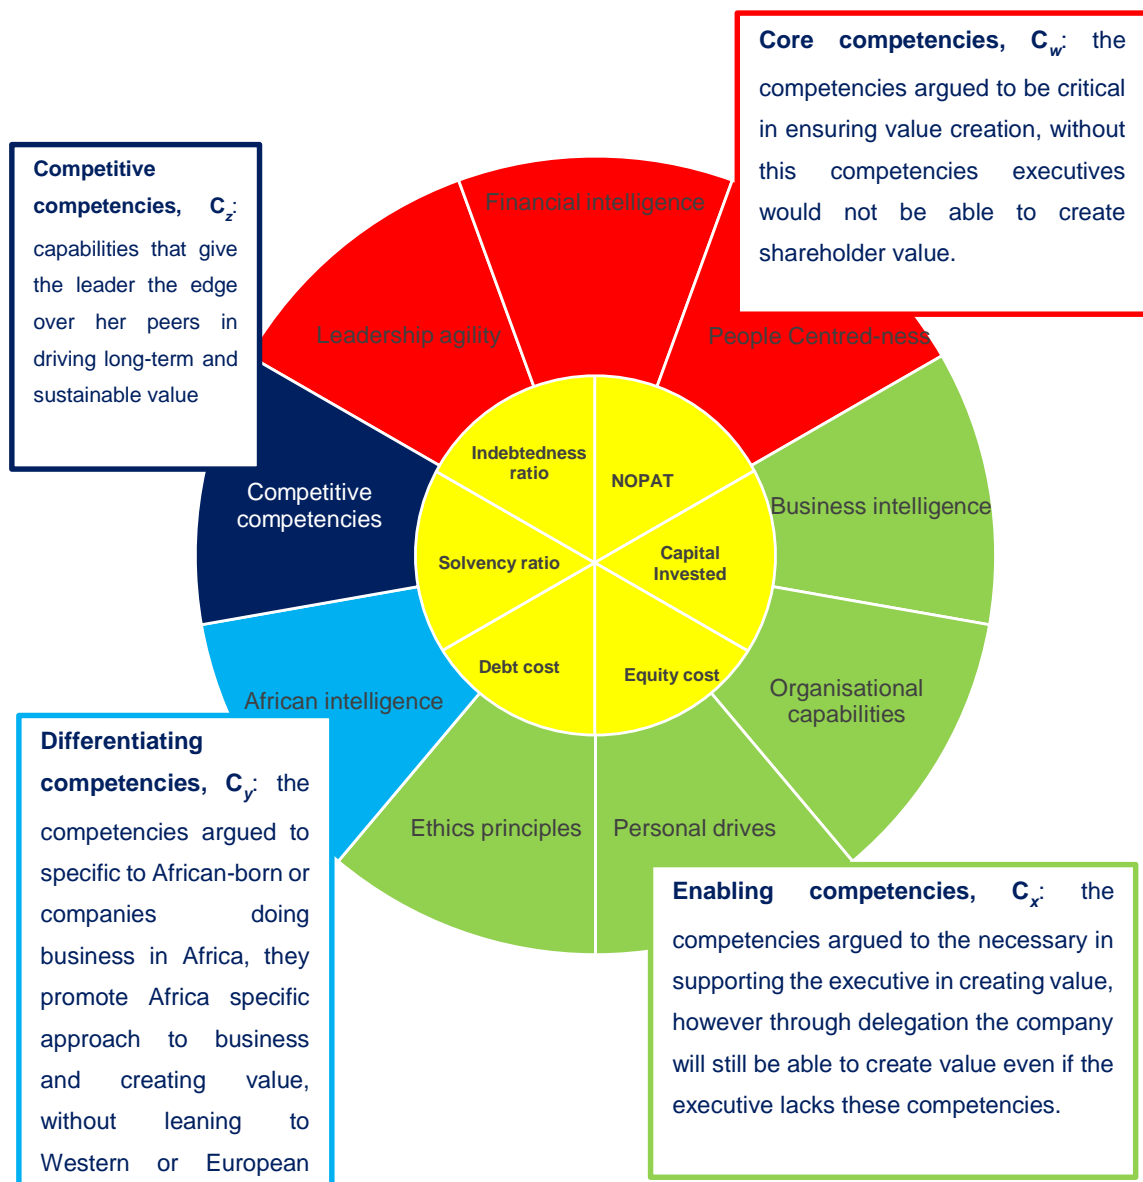 Core competencies, Cw: the
competencies argued to be critical
in ensuring value creation, without
this competencies executives
would not be able to create
shareholder value.
Competitive
competencies, Cz:
capabilities that give
the leader the edge
over her peers in
driving long-term and
sustainable value
Financial intelligence
Leadership agility
People Centred-ness
Indebtedness
ratio
NOPAT
Competitive
competencies
Business intelligence
Solvency ratio
Capital
Invested
Debt cost
Equity cost
African intelligence
Organisational
capabilities
Ethics principles
Personal drives
Differentiating
competencies, Cy: the
competencies argued to
specific to African-born or
companies doing
business in Africa, they
promote Africa specific
approach to business
and creating value,
without leaning to
Western or European
Enabling competencies, Cx: the
competencies argued to the necessary in
supporting the executive in creating value,
however through delegation the company
will still be able to create value even if the
executive lacks these competencies.